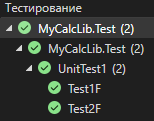 Тестирование
MyCalcLib.Test (2)
MyCalcLib.Test (2)
UnitTest1 (2)
Test1F
Test2F